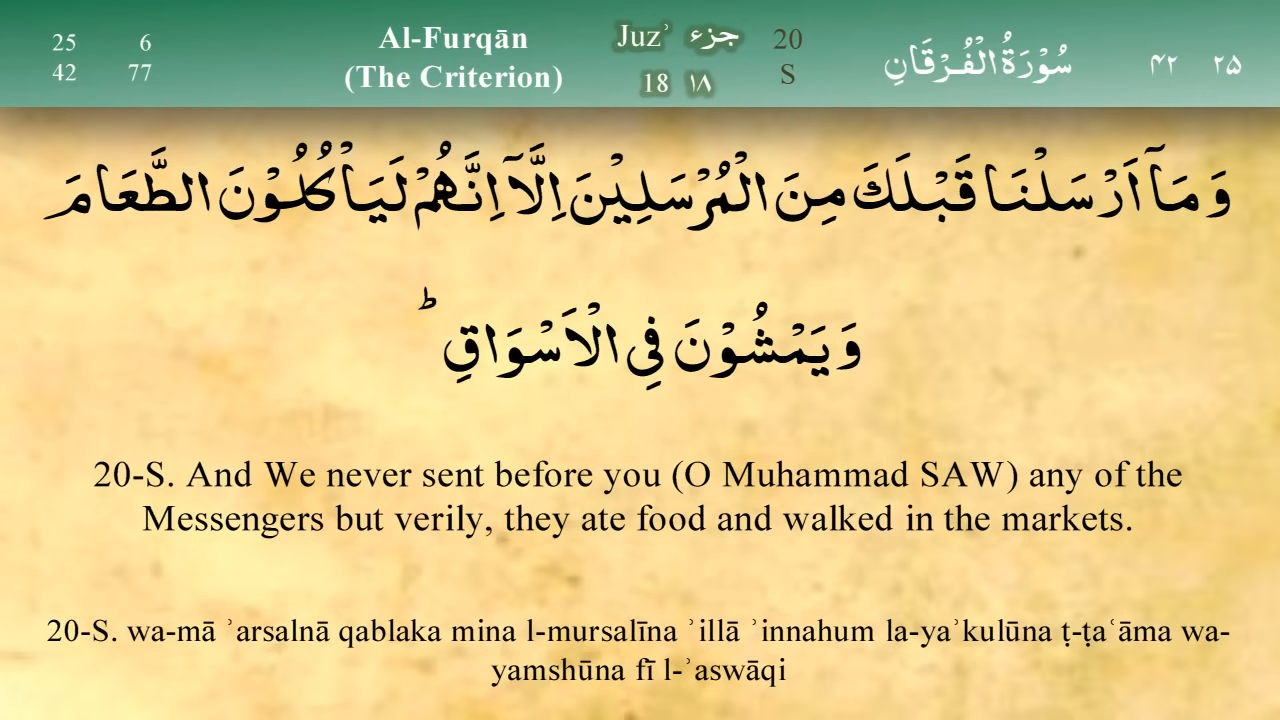 25 6
42 77
Al-Furqān
(The Criterion)
Juzʾ جزء
18 ١٨
20
S
سُوْرَةُ الْفُرْقَانِ
۴۲ ۲۵
وَمَآ اَرْسَلْنَا قَبْلَكَ مِنَ الْمُرْسَلِيْنَ اِلَّآ اِنَّهُمْ لَيَاْكُلُوْنَ الطَّعَامَ
وَيَمْشُوْنَ فِى الْاَسْوَاقِ ؕ
20-S. And We never sent before you (O Muhammad SAW) any of the
Messengers but verily, they ate food and walked in the markets.
20-S. wa-mā ʾarsalnā qablaka mina l-mursalīna ʾillā ʾinnahum la-yaʾkulūna ṭ-ṭaʿāma wa-
yamshūna fī l-ʾaswāqi